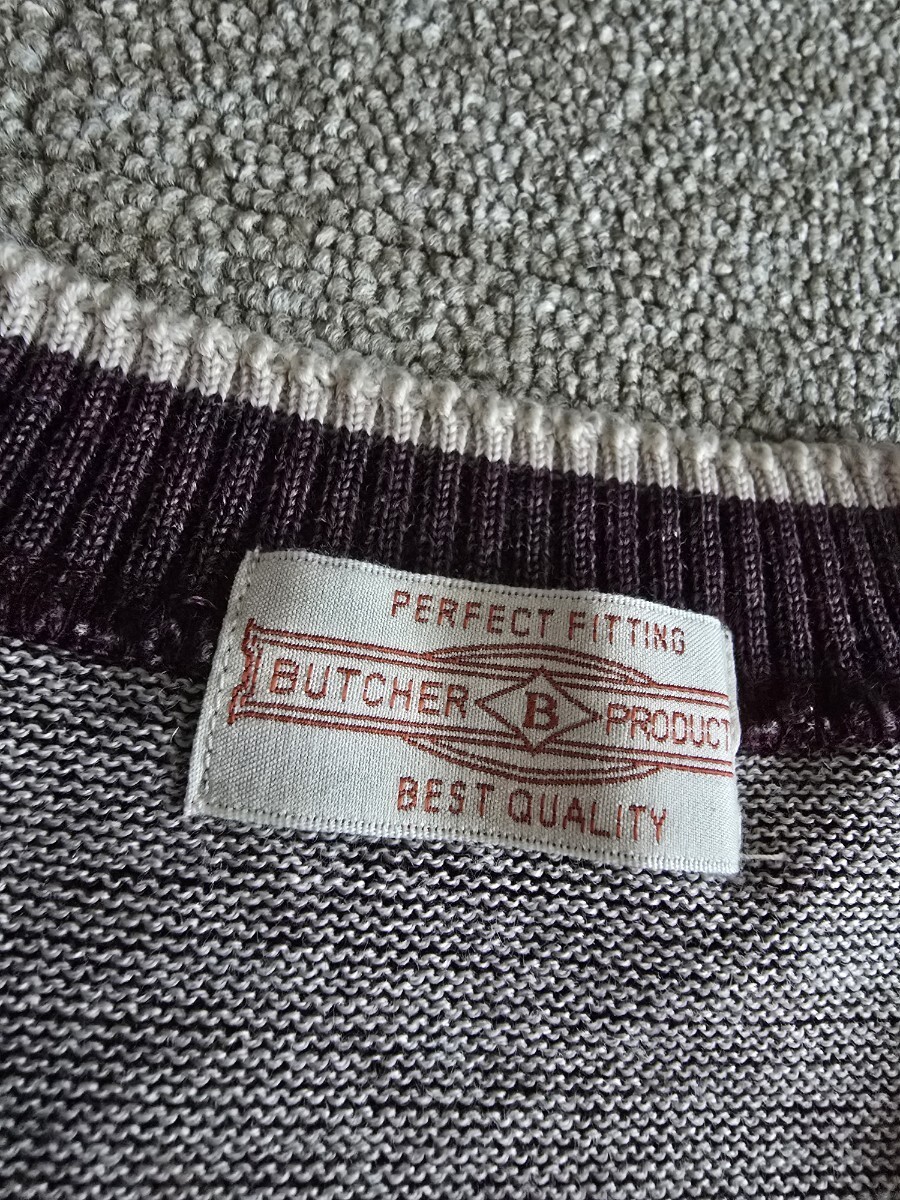 PERFECT FITTING
BUTCHER B PRODUCT
BEST QUALITY